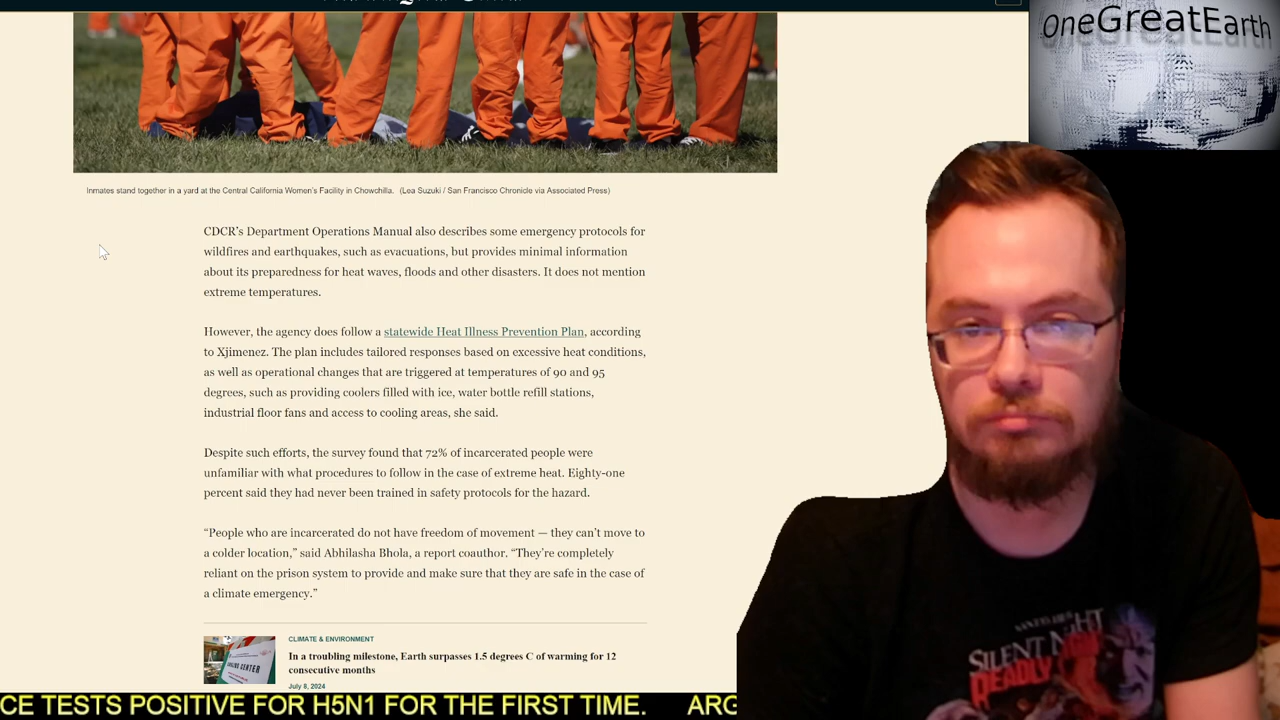 OneGreatEarth
Inmates stand together in a yard at the Central California Women's Facility in Chowchilla. (Lea Suzuki / San Francisco Chronicle via Associated Press)
CDCR's Department Operations Manual also describes some emergency protocols for
wildfires and earthquakes, such as evacuations, but provides minimal information
about its preparedness for heat waves, floods and other disasters. It does not mention
extreme temperatures.
However, the agency does follow a statewide Heat Illness Prevention Plan, according
to Xjimenez. The plan includes tailored responses based on excessive heat conditions,
as well as operational changes that are triggered at temperatures of 90 and 95
degrees, such as providing coolers filled with ice, water bottle refill stations,
industrial floor fans and access to cooling areas, she said.
Despite such efforts, the survey found that 72% of incarcerated people were
unfamiliar with what procedures to follow in the case of extreme heat. Eighty-one
percent said they had never been trained in safety protocols for the hazard.
“People who are incarcerated do not have freedom of movement — they can't move to
a colder location,” said Abhilasha Bhola, a report coauthor. “They're completely
reliant on the prison system to provide and make sure that they are safe in the case of
a climate emergency.”
CLIMATE & ENVIRONMENT
In a troubling milestone, Earth surpasses 1.5 degrees C of warming for 12
consecutive months
July 8, 2024
SILENT NIGHT
DEADLY
CE TESTS POSITIVE FOR H5N1 FOR THE FIRST TIME. ARG